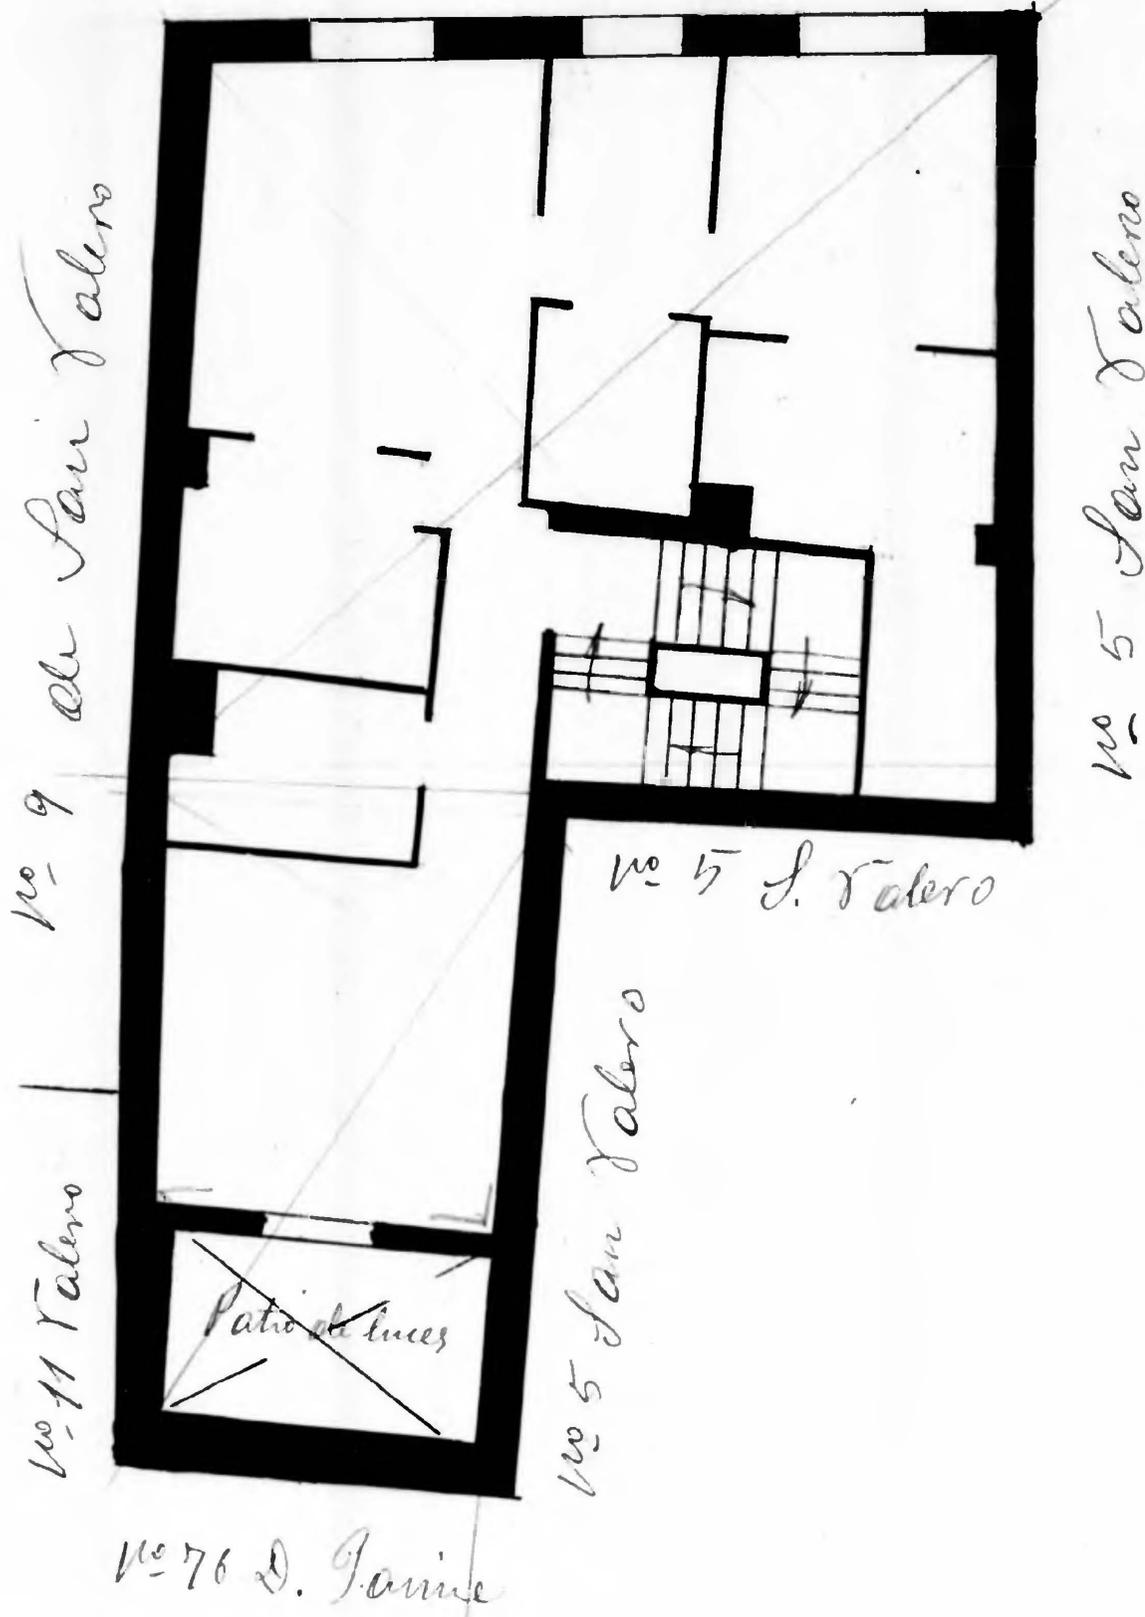 Nº 9 de San Valero
Nº 5 San Valero
Nº 5 S. Valero
Nº 11 Valero
Patio de luces
Nº 5 San Valero
Nº 76 D. Jaime